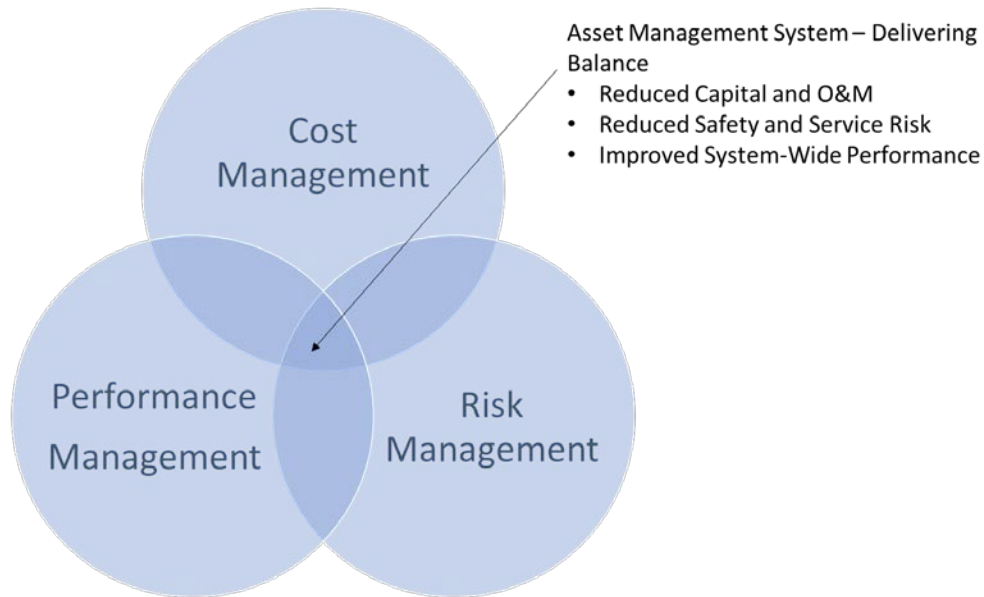 Asset Management System – Delivering
Balance
• Reduced Capital and O&M
• Reduced Safety and Service Risk
• Improved System-Wide Performance
Cost
Management
Performance
Management
Risk
Management